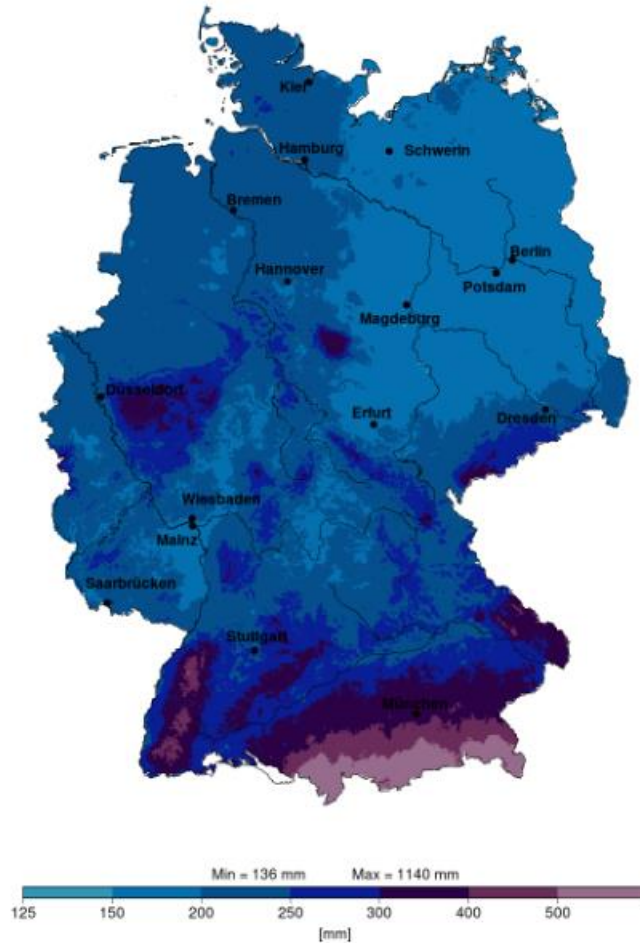 Kiel
Hamburg
Schwerin
Bremen
Hannover
Berlin
Potsdam
Magdeburg
Düsseldorf
Erfurt
Dresden
Wiesbaden
Mainz
Saarbrücken
Stuttgart
München
Min = 136 mm Max = 1140 mm
125 150 200 250 300 400 500
[mm]